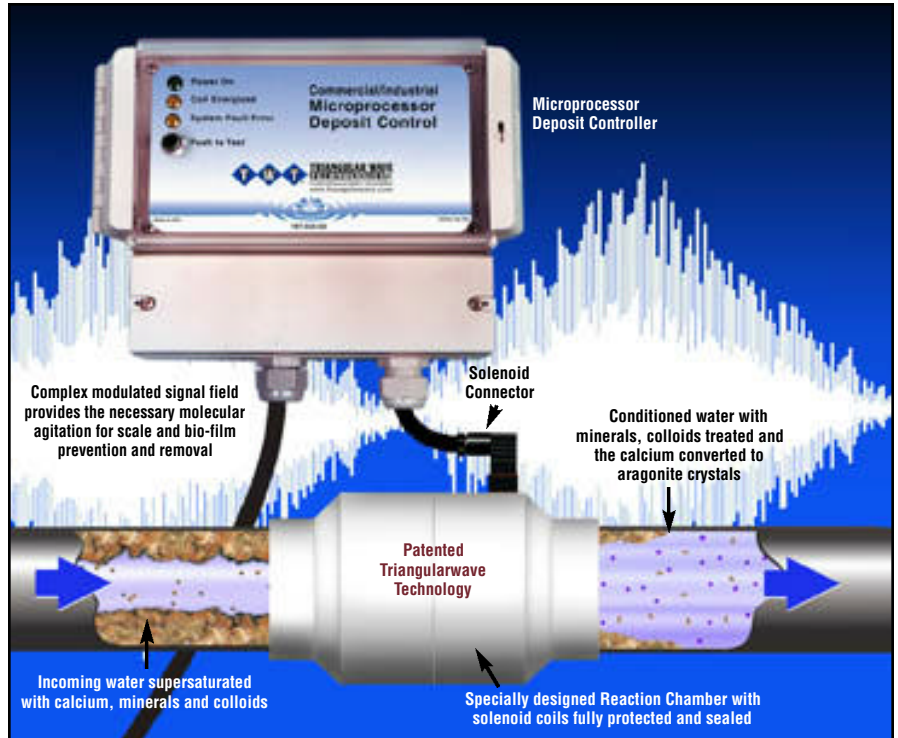 Power On
Coil Energized
System Fault Error
Push to Test
Commercial/Industrial
Microprocessor
Deposit Control
T W T
TRIANGULAR WAVE
TECHNOLOGIES
Microprocessor
Deposit Controller
Complex modulated signal field
provides the necessary molecular
agitation for scale and bio-film
prevention and removal
Solenoid
Connector
Conditioned water with
minerals, colloids treated and
the calcium converted to
aragonite crystals
Patented
Triangularwave
Technology
Incoming water supersaturated
with calcium, minerals and colloids
Specially designed Reaction Chamber with
solenoid coils fully protected and sealed